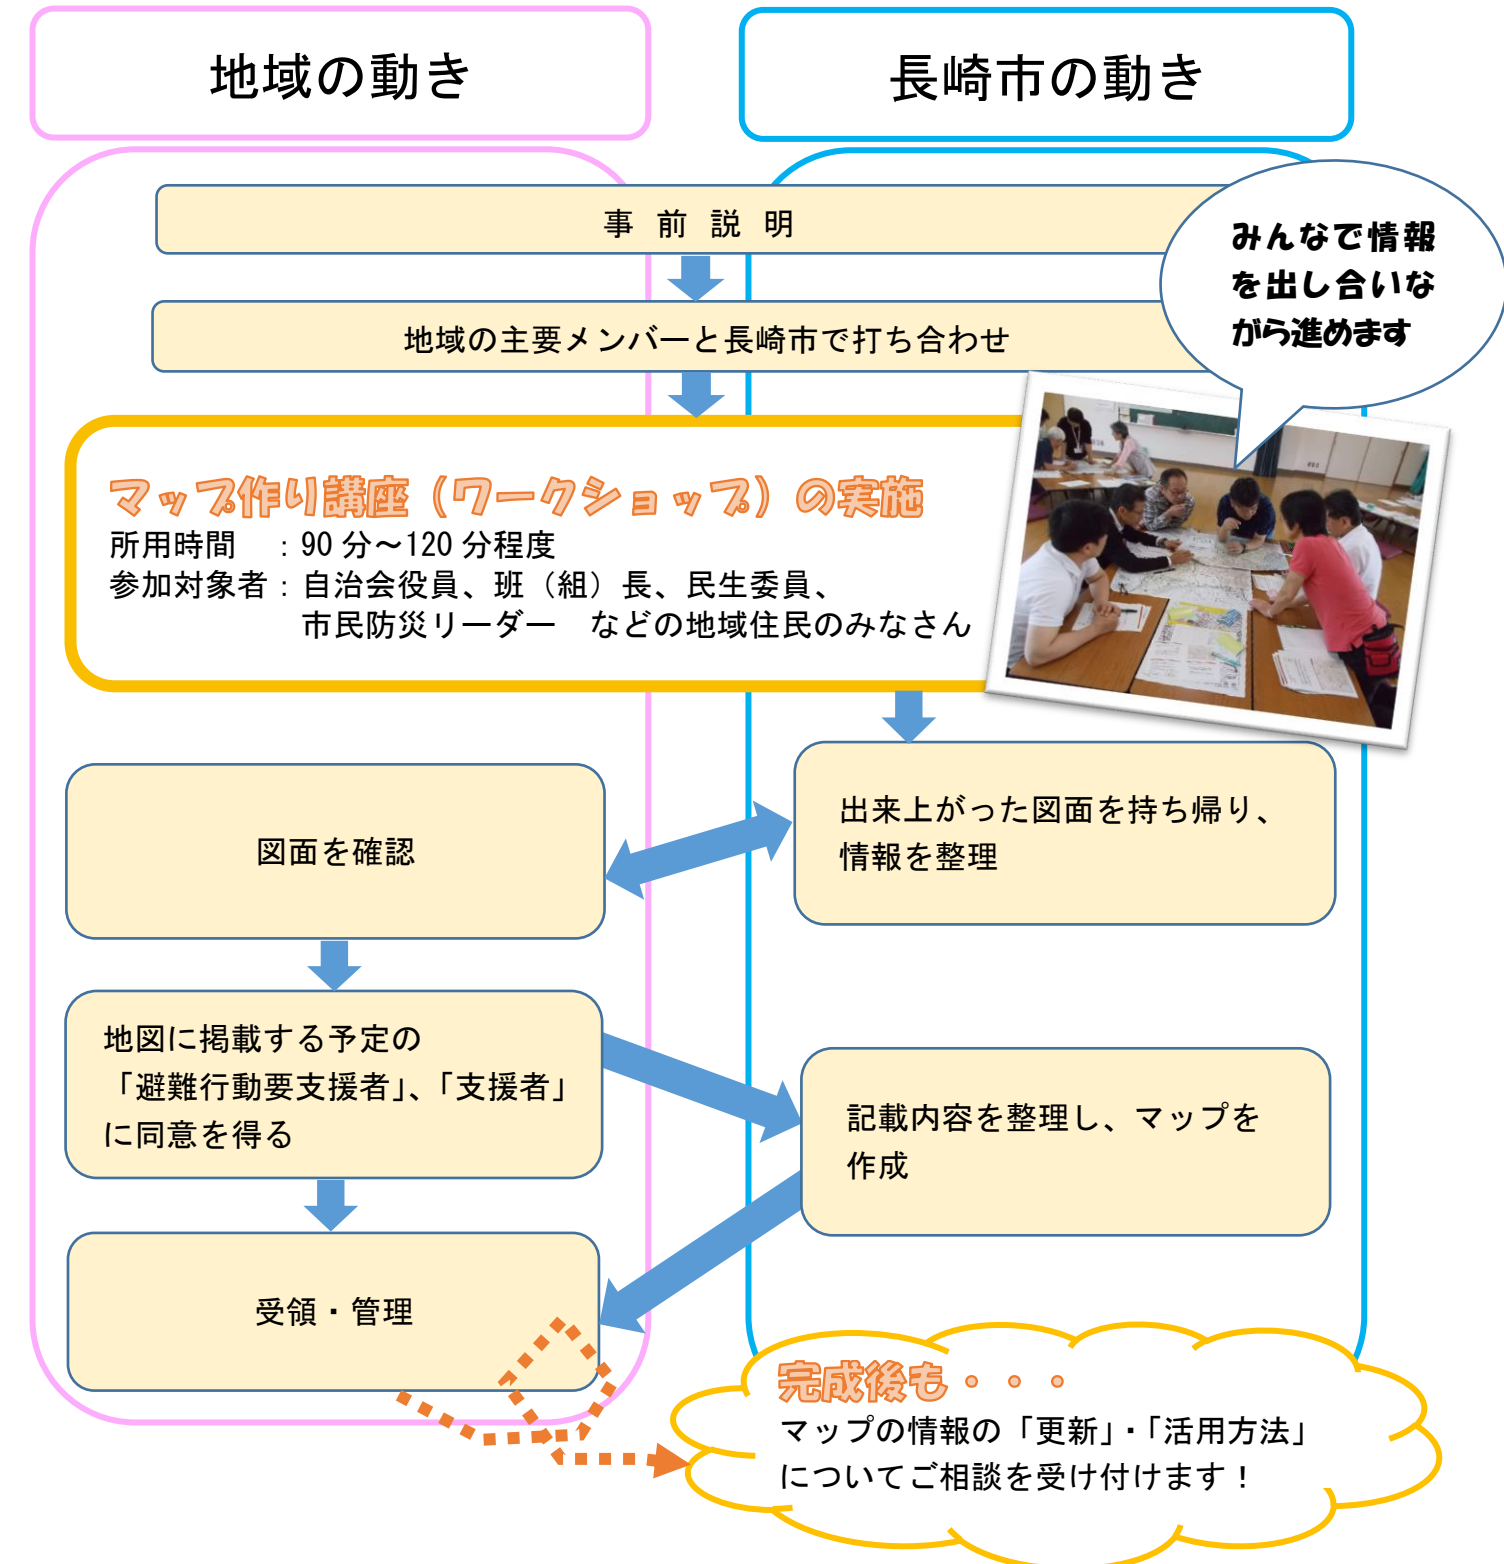 地域の動き
長崎市の動き
事前説明
みんなで情報
を出し合いな
がら進めます
地域の主要メンバーと長崎市で打ち合わせ
マップ作り講座（ワークショップ）の実施
所用時間　：90 分～120 分程度
参加対象者：自治会役員、班（組）長、民生委員、
市民防災リーダー　などの地域住民のみなさん
出来上がった図面を持ち帰り、
情報を整理
図面を確認
地図に掲載する予定の
「避難行動要支援者」、「支援者」
に同意を得る
記載内容を整理し、マップを
作成
受領・管理
完成後も・・・
マップの情報の「更新」・「活用方法」
についてご相談を受け付けます！